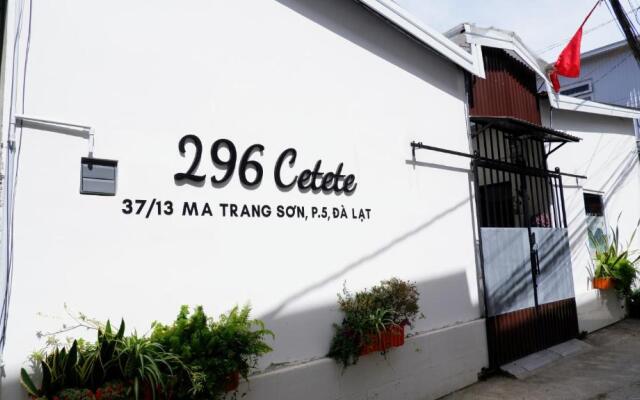 296 Cetete
37/13 MA TRANG SƠN, P.5, ĐÀ LẠT